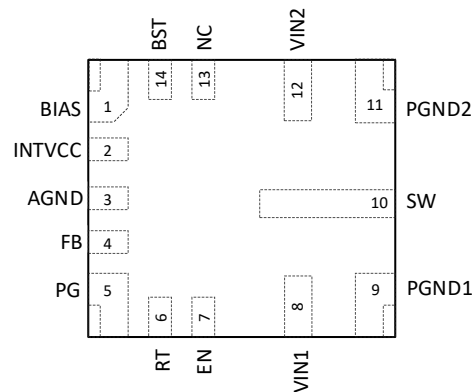 BST
NC
VIN2
14
13
12
BIAS
1
11
PGND2
INTVCC
2
AGND
3
10
SW
FB
4
PG
5
9
PGND1
6
7
8
RT
EN
VIN1